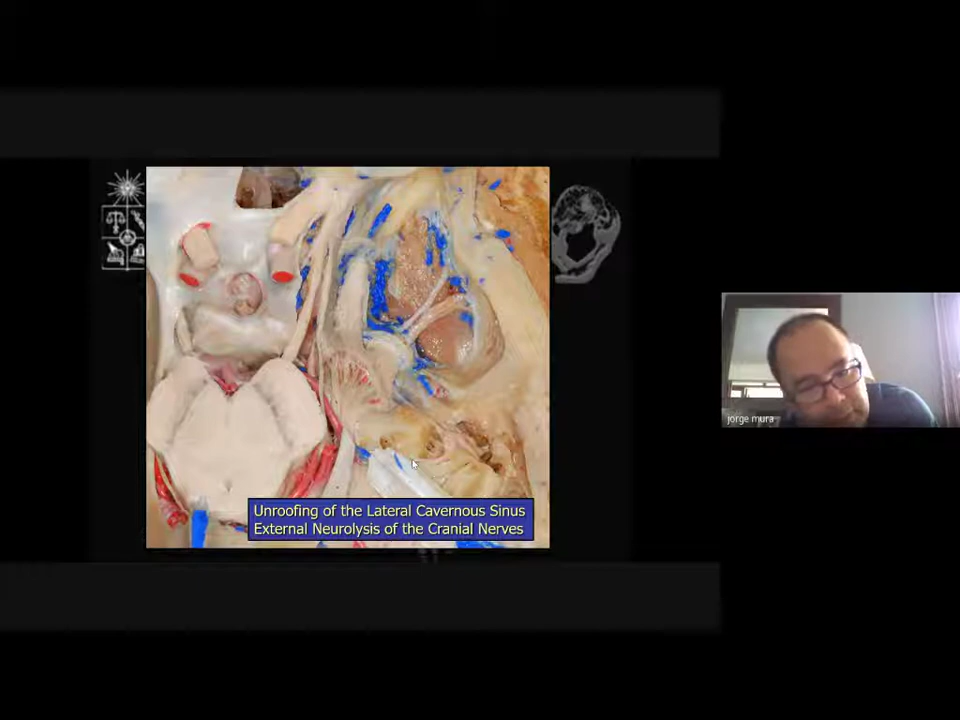 Unroofing of the Lateral Cavernous Sinus
External Neurolysis of the Cranial Nerves
jorge mura